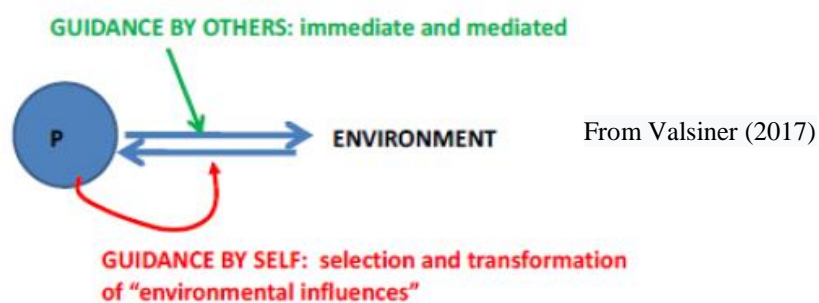 GUIDANCE BY OTHERS: immediate and mediated
P
ENVIRONMENT
From Valsiner (2017)
GUIDANCE BY SELF: selection and transformation
of "environmental influences"